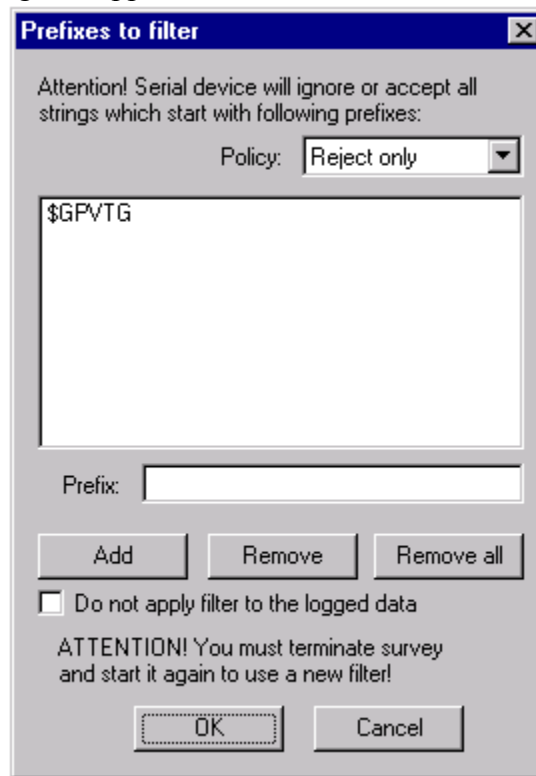 Prefixes to filter
Attention! Serial device will ignore or accept all
strings which start with following prefixes:
Policy: Reject only
$GPVTG
Prefix:
Add Remove Remove all
Do not apply filter to the logged data
ATTENTION! You must terminate survey
and start it again to use a new filter!
OK Cancel